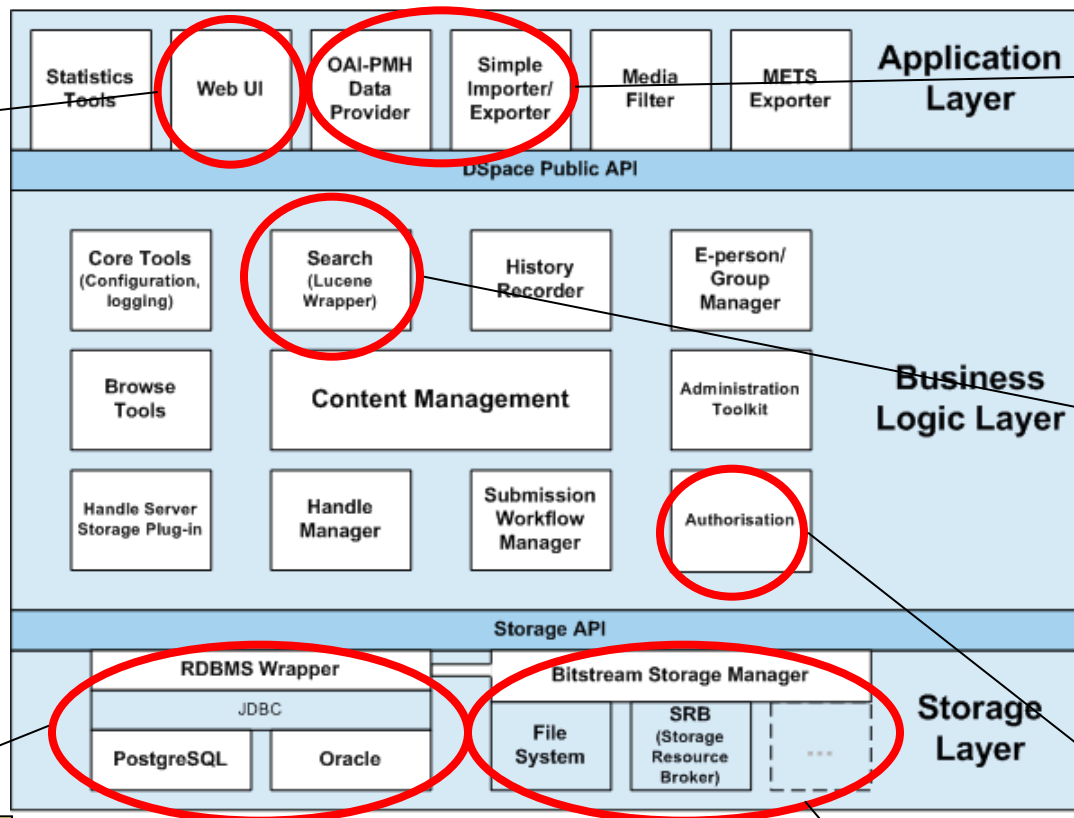 Statistics
Tools
Web UI
OAI-PMH
Data
Provider
Simple
Importer/
Exporter
Media
Filter
METS
Exporter
Application
Layer
DSpace Public API
Core Tools
(Configuration,
logging)
Search
(Lucene
Wrapper)
History
Recorder
E-person/
Group
Manager
Browse
Tools
Content Management
Administration
Toolkit
Business
Logic Layer
Handle Server
Storage Plug-in
Handle
Manager
Submission
Workflow
Manager
Authorisation
Storage API
RDBMS Wrapper
JDBC
PostgreSQL
Oracle
Bitstream Storage Manager
File
System
SRB
(Storage
Resource
Broker)
...
Storage
Layer